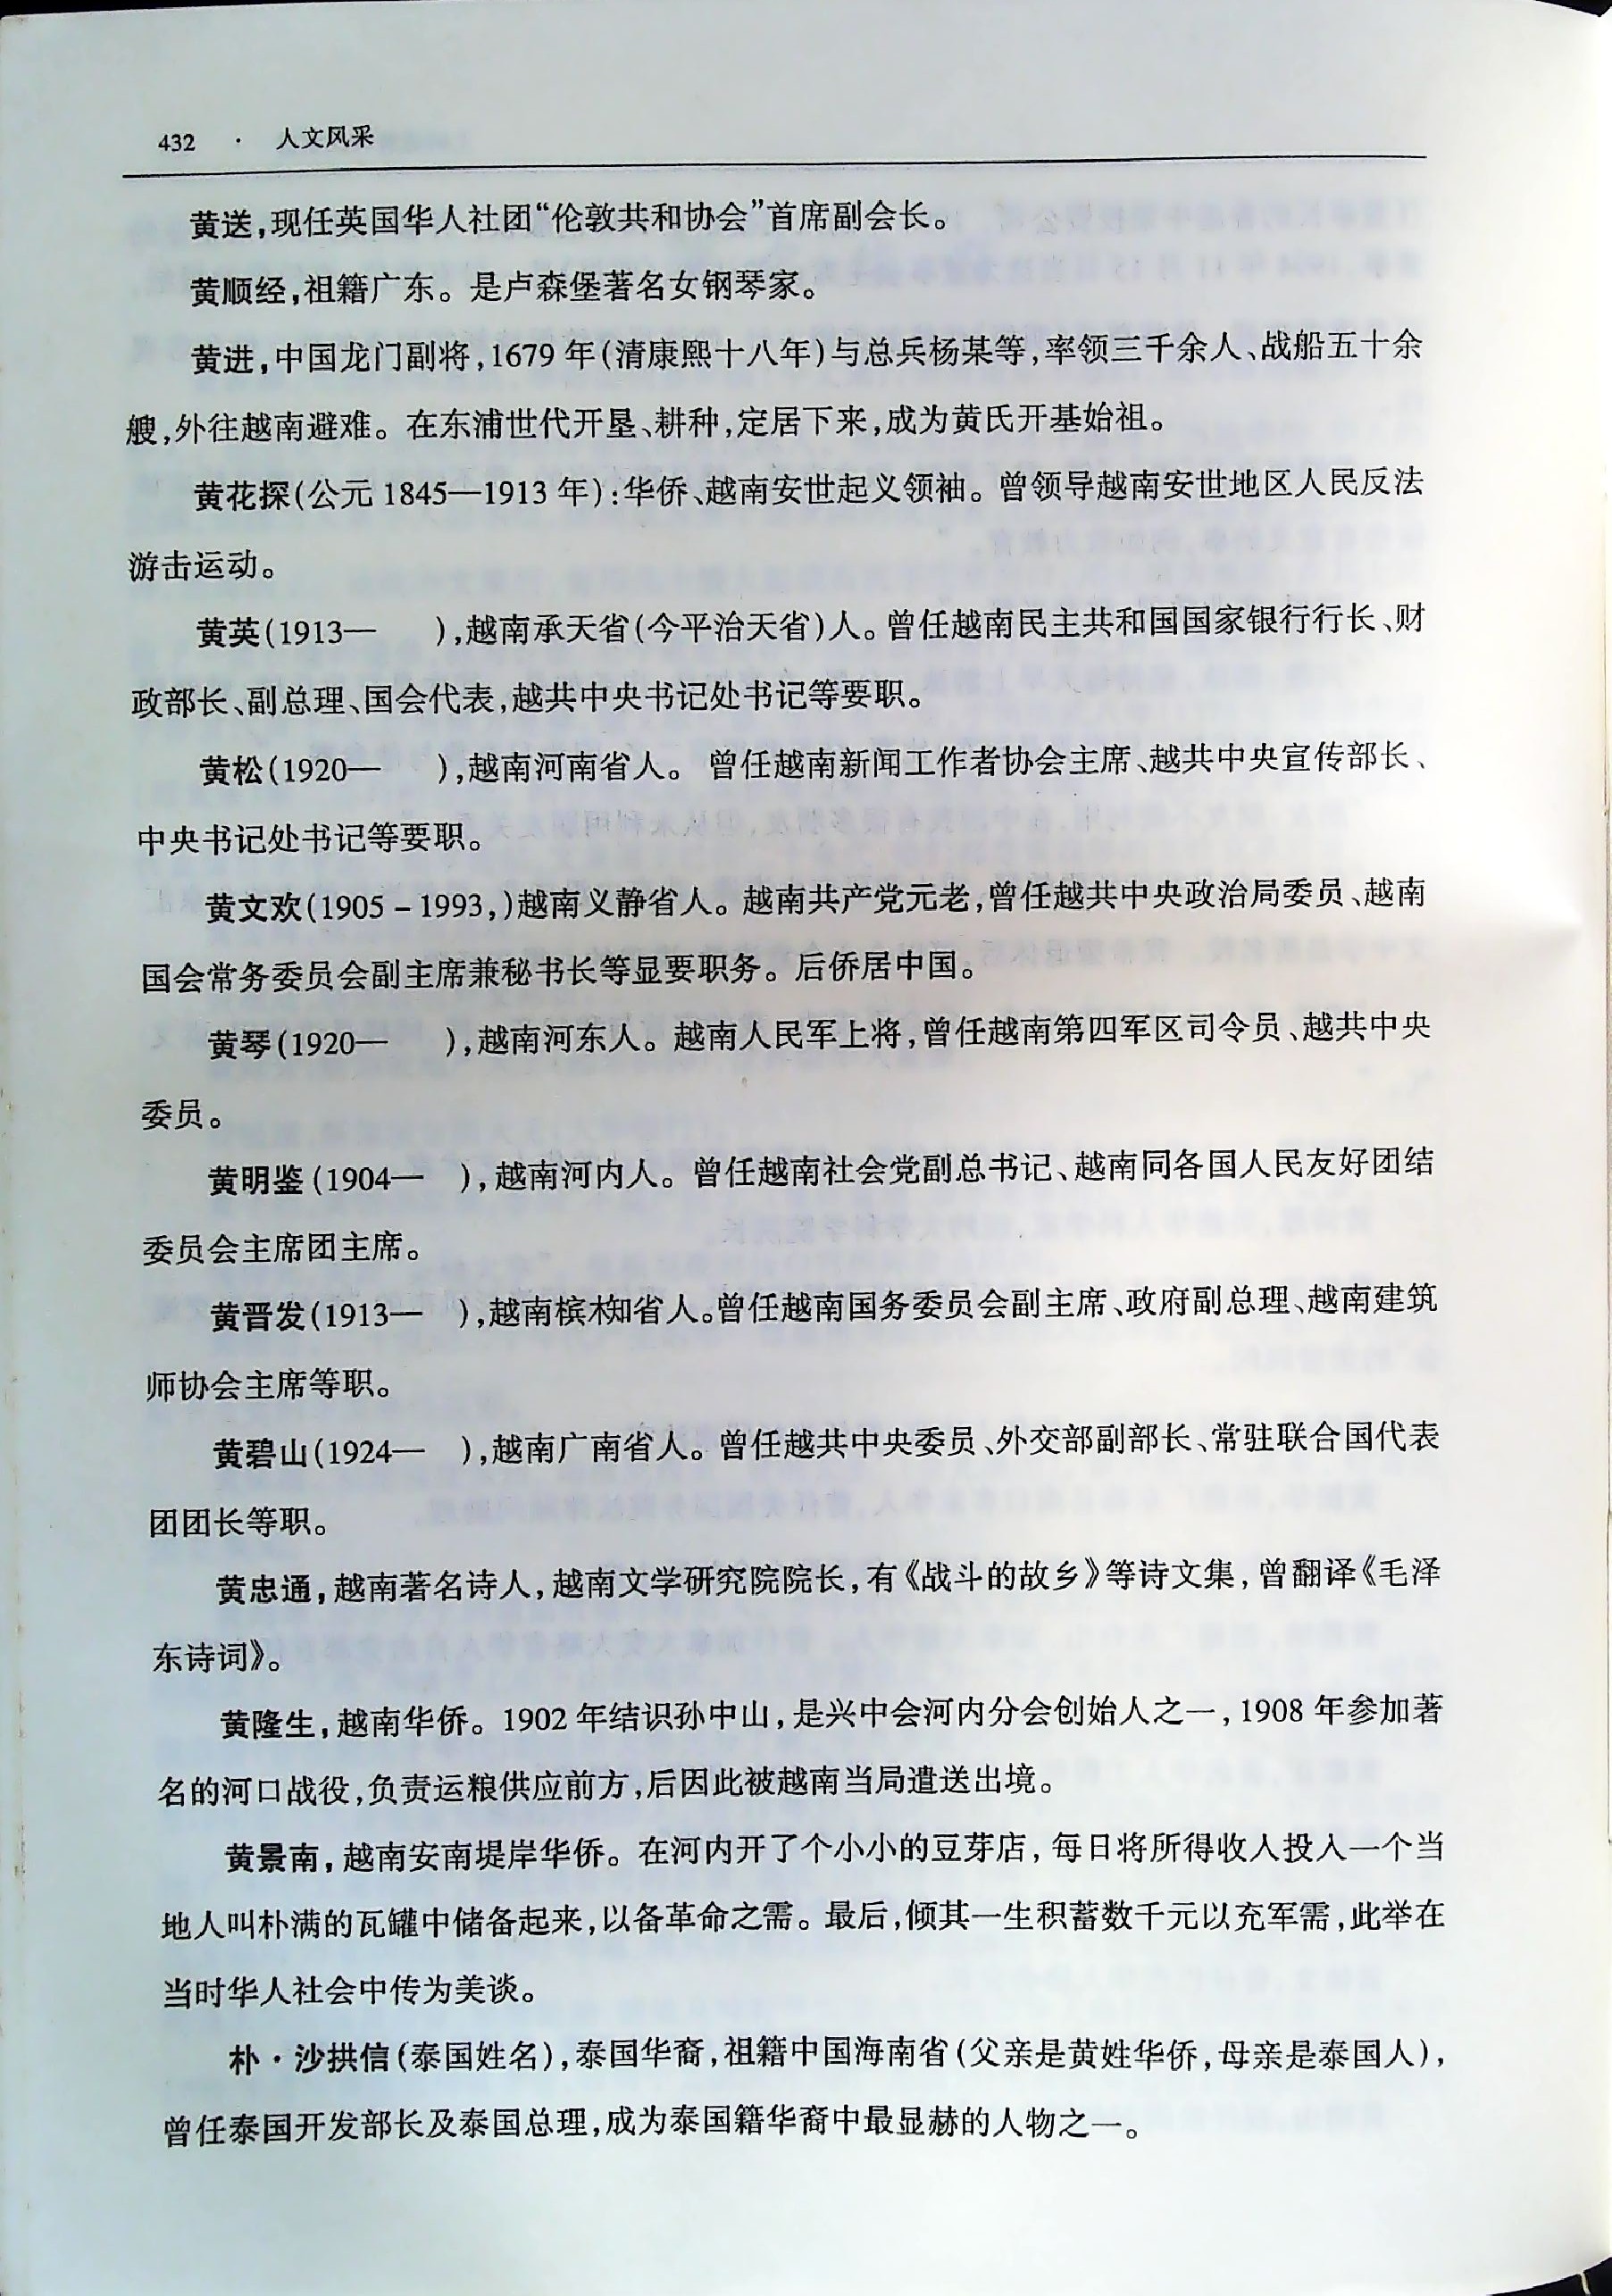 432 · 人文风采
黄送,现任英国华人社团“伦敦共和协会”首席副会长。
黄顺经,祖籍广东。是卢森堡著名女钢琴家。
黄进,中国龙门副将,1679年(清康熙十八年)与总兵杨某等,率领三千余人、战船五十余
艘,外往越南避难。在东浦世代开垦、耕种,定居下来,成为黄氏开基始祖。
黄花探(公元1845—1913年):华侨、越南安世起义领袖。曾领导越南安世地区人民反法
游击运动。
黄英(1913—  ),越南承天省(今平治天省)人。曾任越南民主共和国国家银行行长、财
政部长、副总理、国会代表,越共中央书记处书记等要职。
黄松(1920—  ),越南河南省人。曾任越南新闻工作者协会主席、越共中央宣传部长、
中央书记处书记等要职。
黄文欢(1905-1993,)越南义静省人。越南共产党元老,曾任越共中央政治局委员、越南
国会常务委员会副主席兼秘书长等显要职务。后侨居中国。
黄琴(1920—  ),越南河东人。越南人民军上将,曾任越南第四军区司令员、越共中央
委员。
黄明鉴(1904—  ),越南河内人。曾任越南社会党副总书记、越南同各国人民友好团结
委员会主席团主席。
黄晋发(1913—  ),越南槟椥省人。曾任越南国务委员会副主席、政府副总理、越南建筑
师协会主席等职。
黄碧山(1924—  ),越南广南省人。曾任越共中央委员、外交部副部长、常驻联合国代表
团团长等职。
黄忠通,越南著名诗人,越南文学研究院院长,有《战斗的故乡》等诗文集,曾翻译《毛泽
东诗词》。
黄隆生,越南华侨。1902年结识孙中山,是兴中会河内分会创始人之一,1908年参加著
名的河口战役,负责运粮供应前方,后因此被越南当局遣送出境。
黄景南,越南安南堤岸华侨。在河内开了个小小的豆芽店,每日将所得收人投入一个当
地人叫朴满的瓦罐中储备起来,以备革命之需。最后,倾其一生积蓄数千元以充军需,此举在
当时华人社会中传为美谈。
朴·沙拱信(泰国姓名),泰国华裔,祖籍中国海南省(父亲是黄姓华侨,母亲是泰国人),
曾任泰国开发部长及泰国总理,成为泰国籍华裔中最显赫的人物之一。